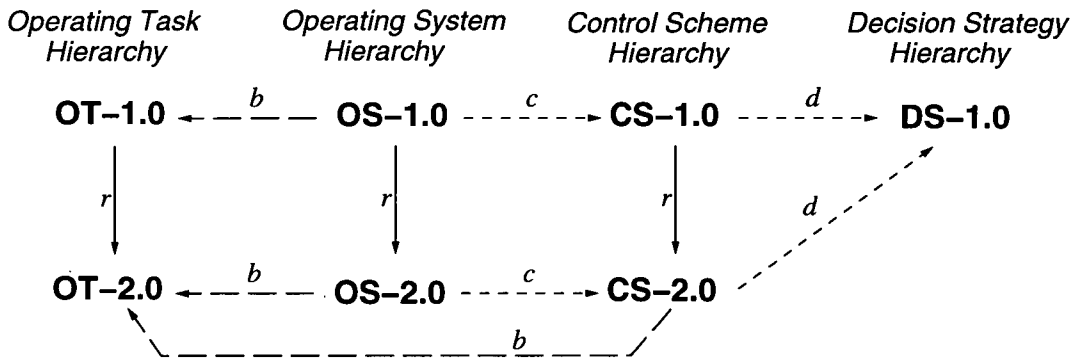 Operating Task Hierarchy
Operating System Hierarchy
Control Scheme Hierarchy
Decision Strategy Hierarchy
OT–1.0 b OS–1.0 c CS–1.0 d DS–1.0
r r r d
OT–2.0 b OS–2.0 c CS–2.0
b